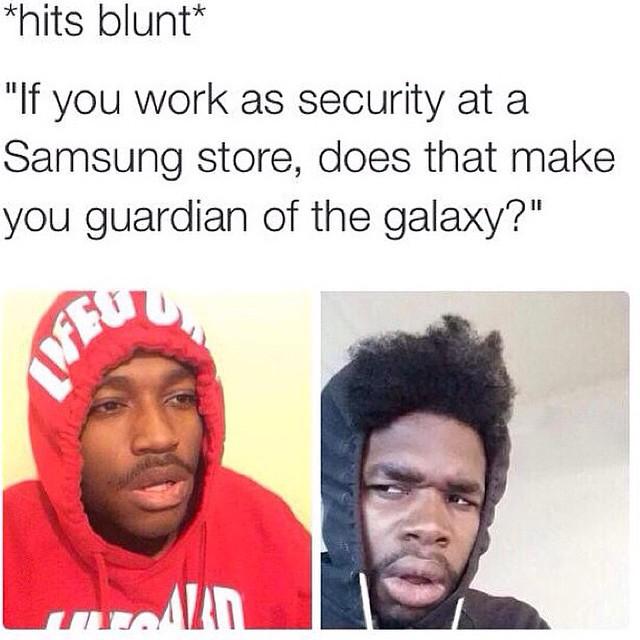 *hits blunt*
"If you work as security at a
Samsung store, does that make
you guardian of the galaxy?"